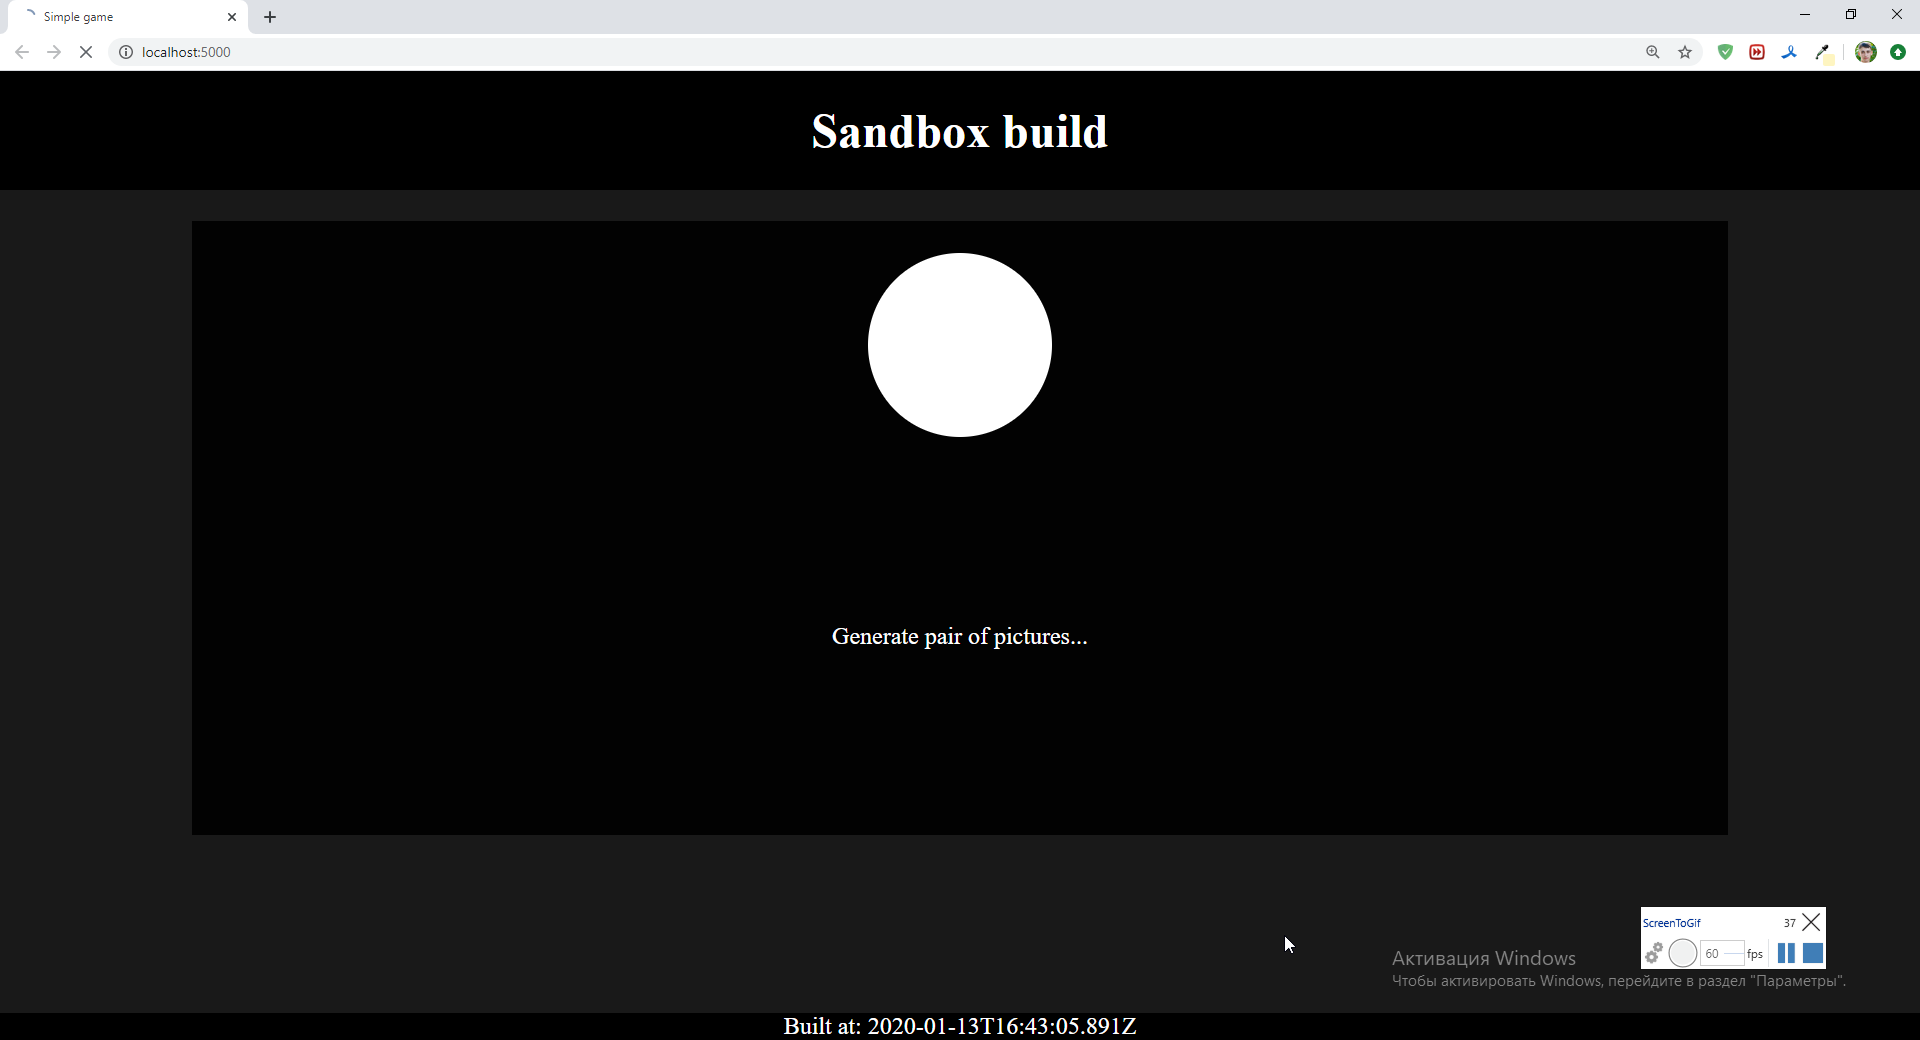 Simple game
localhost:5000
Sandbox build
Generate pair of pictures...
ScreenToGif 37
60 fps
Активация Windows
Чтобы активировать Windows, перейдите в раздел "Параметры".
Built at: 2020-01-13T16:43:05.891Z